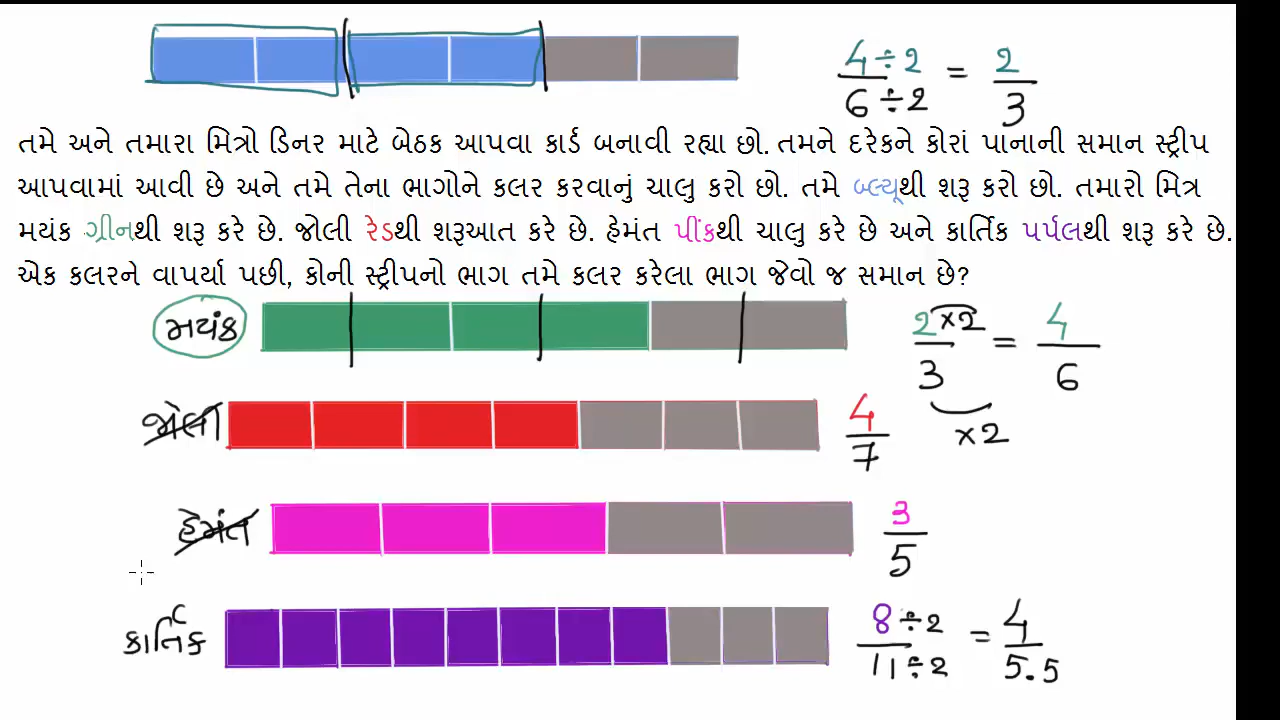 4÷2 / 6÷2 = 2 / 3
તમે અને તમારા મિત્રો ડિનર માટે બેઠક આપવા કાર્ડ બનાવી રહ્યા છો. તમને દરેકને કોરાં પાનાની સમાન સ્ટ્રીપ
આપવામાં આવી છે અને તમે તેના ભાગોને કલર કરવાનું ચાલુ કરો છો. તમે બ્લ્યૂથી શરૂ કરો છો. તમારો મિત્ર
મયંક ગ્રીનથી શરૂ કરે છે. જોલી રેડથી શરૂઆત કરે છે. હેમંત પીંકથી ચાલુ કરે છે અને કાર્તિક પર્પલથી શરૂ કરે છે.
એક કલરને વાપર્યા પછી, કોની સ્ટ્રીપનો ભાગ તમે કલર કરેલા ભાગ જેવો જ સમાન છે?
મયંક 2×2 / 3 = 4 / 6
×2
જોલી 4 / 7
હેમંત 3 / 5
કાર્તિક 8÷2 / 11÷2 = 4 / 5.5